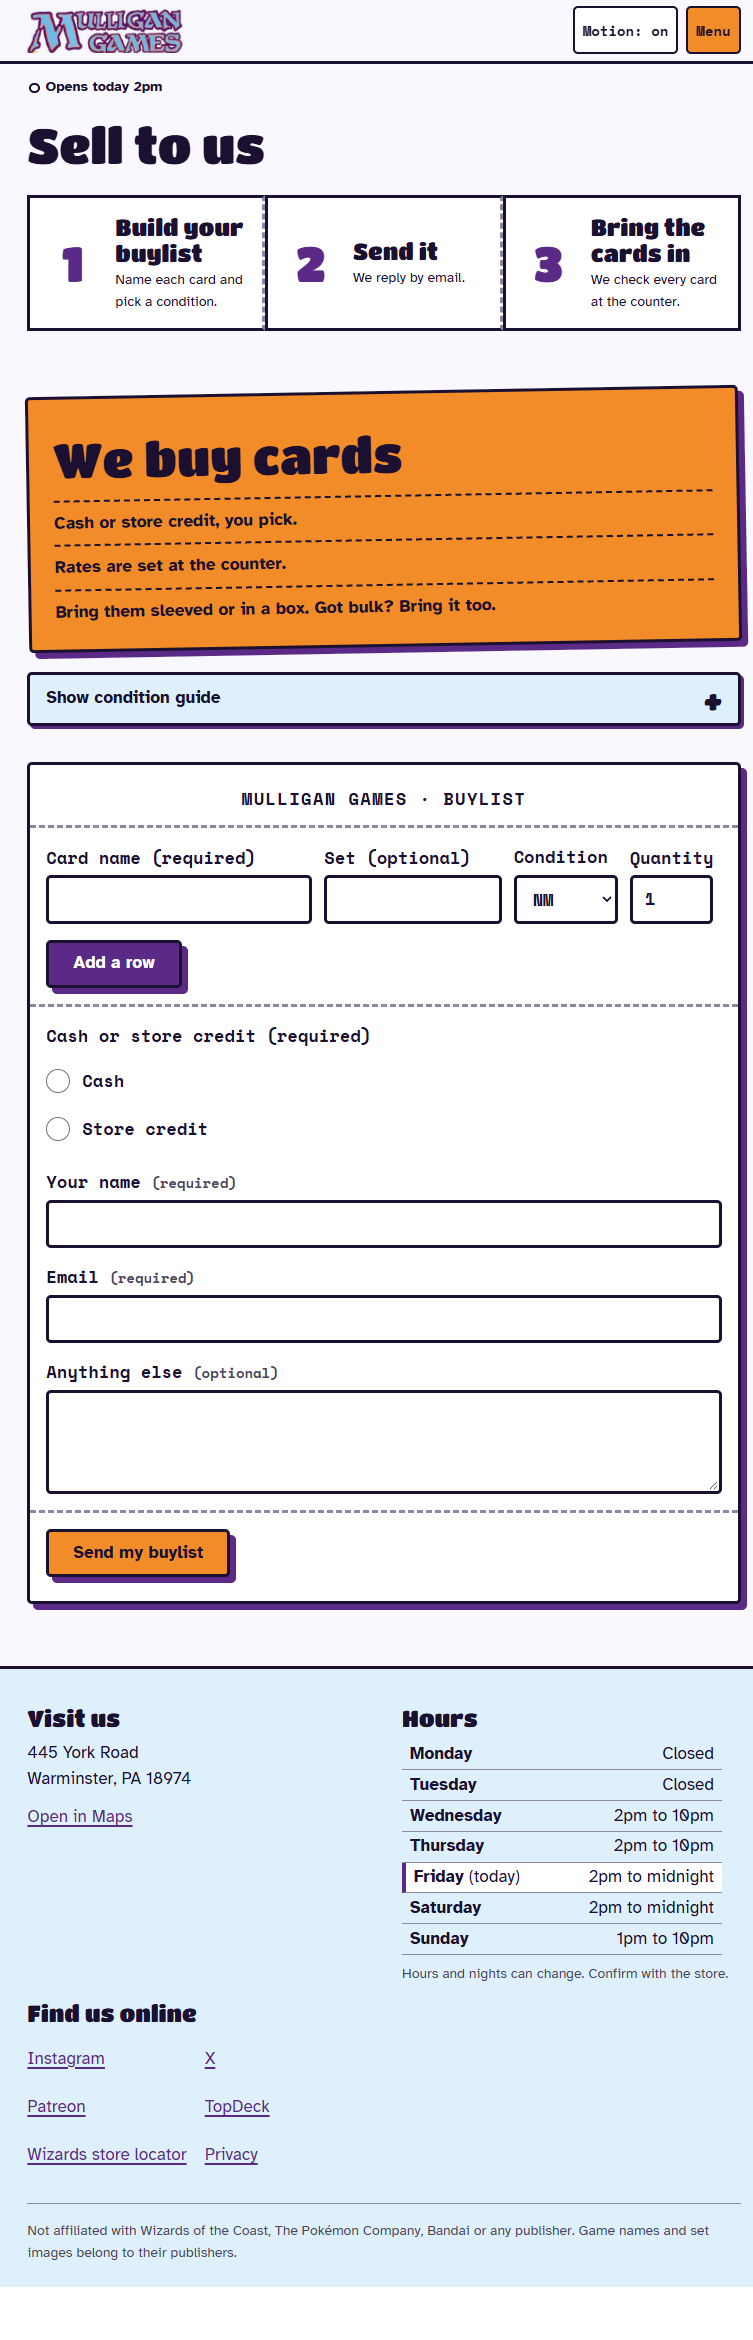 MULLIGAN
GAMES
Motion: on
Menu
Opens today 2pm
Sell to us
1
Build your
buylist
Name each card and
pick a condition.
2
Send it
We reply by email.
3
Bring the
cards in
We check every card
at the counter.
We buy cards
Cash or store credit, you pick.
Rates are set at the counter.
Bring them sleeved or in a box. Got bulk? Bring it too.
Show condition guide
MULLIGAN GAMES · BUYLIST
Card name (required)
Set (optional)
Condition
Quantity
NM
1
Add a row
Cash or store credit (required)
Cash
Store credit
Your name (required)
Email (required)
Anything else (optional)
Send my buylist
Visit us
445 York Road
Warminster, PA 18974
Open in Maps
Hours
Monday Closed
Tuesday Closed
Wednesday 2pm to 10pm
Thursday 2pm to 10pm
Friday (today) 2pm to midnight
Saturday 2pm to midnight
Sunday 1pm to 10pm
Hours and nights can change. Confirm with the store.
Find us online
Instagram X
Patreon TopDeck
Wizards store locator Privacy
Not affiliated with Wizards of the Coast, The Pokémon Company, Bandai or any publisher. Game names and set
images belong to their publishers.